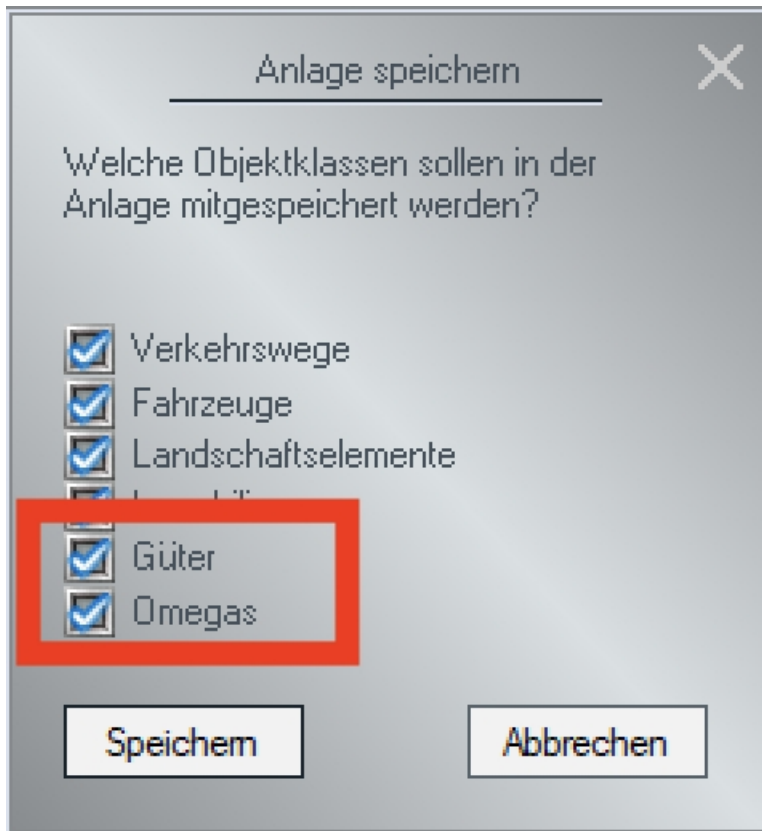 Anlage speichern
Welche Objektklassen sollen in der
Anlage mitgespeichert werden?
Verkehrswege
Fahrzeuge
Landschaftselemente
Güter
Omegas
Speichern
Abbrechen